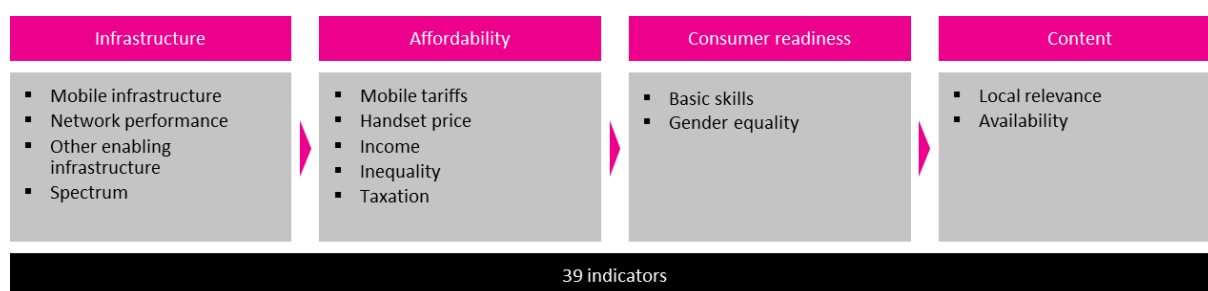 Infrastructure
▪ Mobile infrastructure
▪ Network performance
▪ Other enabling
infrastructure
▪ Spectrum
Affordability
▪ Mobile tariffs
▪ Handset price
▪ Income
▪ Inequality
▪ Taxation
Consumer readiness
▪ Basic skills
▪ Gender equality
Content
▪ Local relevance
▪ Availability
39 indicators